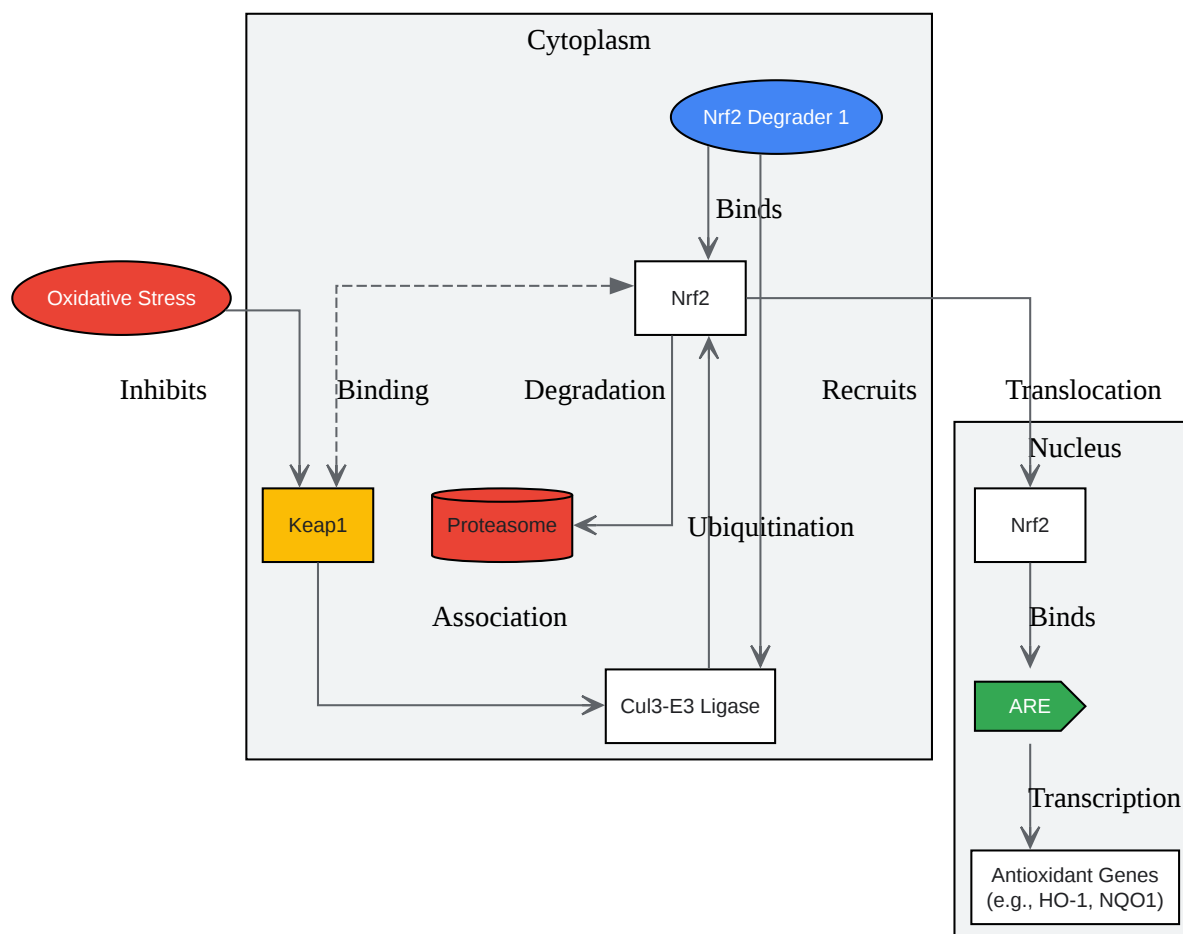 Cytoplasm
Nrf2 Degrader 1
Binds
Oxidative Stress
Nrf2
Inhibits
Binding
Degradation
Recruits
Translocation
Nucleus
Keap1
Proteasome
Ubiquitination
Nrf2
Association
Binds
Cul3-E3 Ligase
ARE
Transcription
Antioxidant Genes
(e.g., HO-1, NQO1)